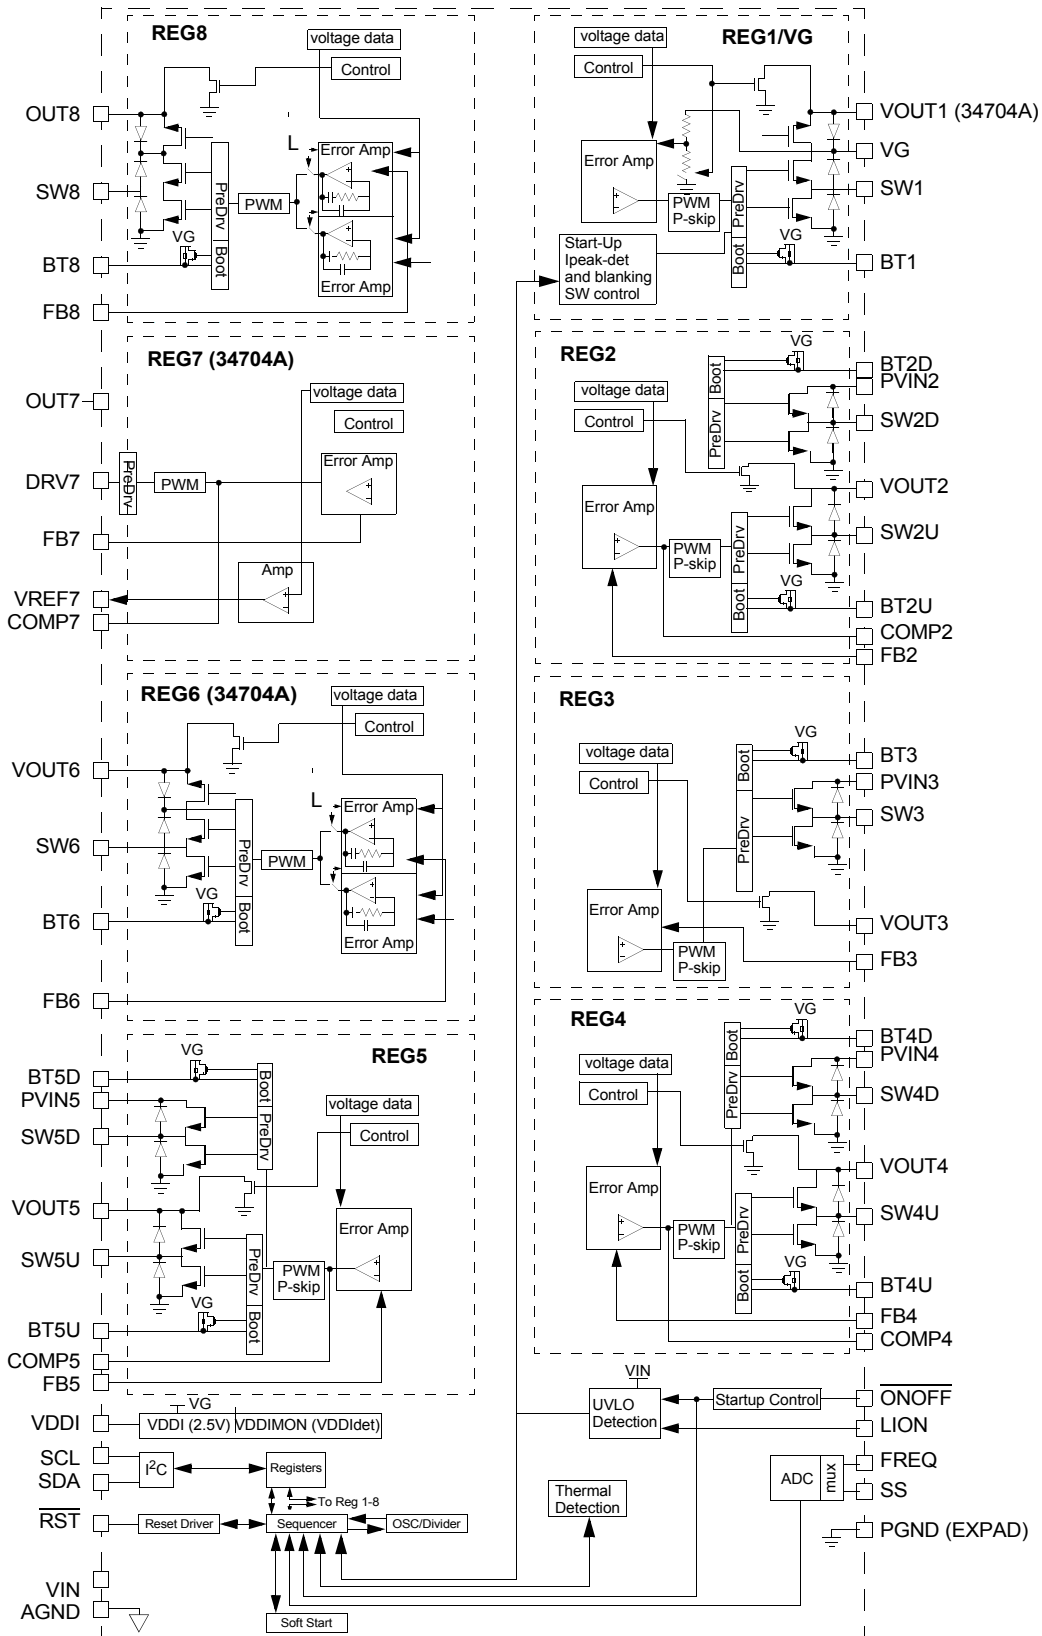 REG8
voltage data
Control
OUT8
SW8
BT8
FB8
VG
PreDrv
Boot
PWM
L
Error Amp
Error Amp
REG1/VG
voltage data
Control
Error Amp
PWM
P-skip
PreDrv
Boot
VG
Start-Up
Ipeak-det
and blanking
SW control
VOUT1 (34704A)
VG
SW1
BT1
REG7 (34704A)
voltage data
Control
OUT7
DRV7
FB7
VREF7
COMP7
PreDrv
PWM
Error Amp
Amp
REG2
voltage data
Control
Error Amp
PWM
P-skip
Boot
PreDrv
VG
PreDrv
Boot
VG
BT2D
PVIN2
SW2D
VOUT2
SW2U
BT2U
COMP2
FB2
REG6 (34704A)
voltage data
Control
VOUT6
SW6
BT6
FB6
VG
PreDrv
Boot
PWM
L
Error Amp
Error Amp
REG3
voltage data
Control
Error Amp
PWM
P-skip
Boot
PreDrv
VG
BT3
PVIN3
SW3
VOUT3
FB3
REG5
BT5D
PVIN5
SW5D
VOUT5
SW5U
BT5U
COMP5
FB5
VG
Boot
PreDrv
voltage data
Control
Error Amp
PWM
P-skip
PreDrv
Boot
VG
REG4
voltage data
Control
Error Amp
PWM
P-skip
Boot
PreDrv
VG
PreDrv
Boot
VG
BT4D
PVIN4
SW4D
VOUT4
SW4U
BT4U
FB4
COMP4
VDDI
VG
VDDI (2.5V)
VDDIMON (VDDIdet)
SCL
SDA
I2C
Registers
To Reg 1-8
RST
Reset Driver
Sequencer
OSC/Divider
VIN
AGND
Soft Start
VIN
UVLO
Detection
Startup Control
ONOFF
LION
Thermal
Detection
ADC
mux
FREQ
SS
PGND (EXPAD)